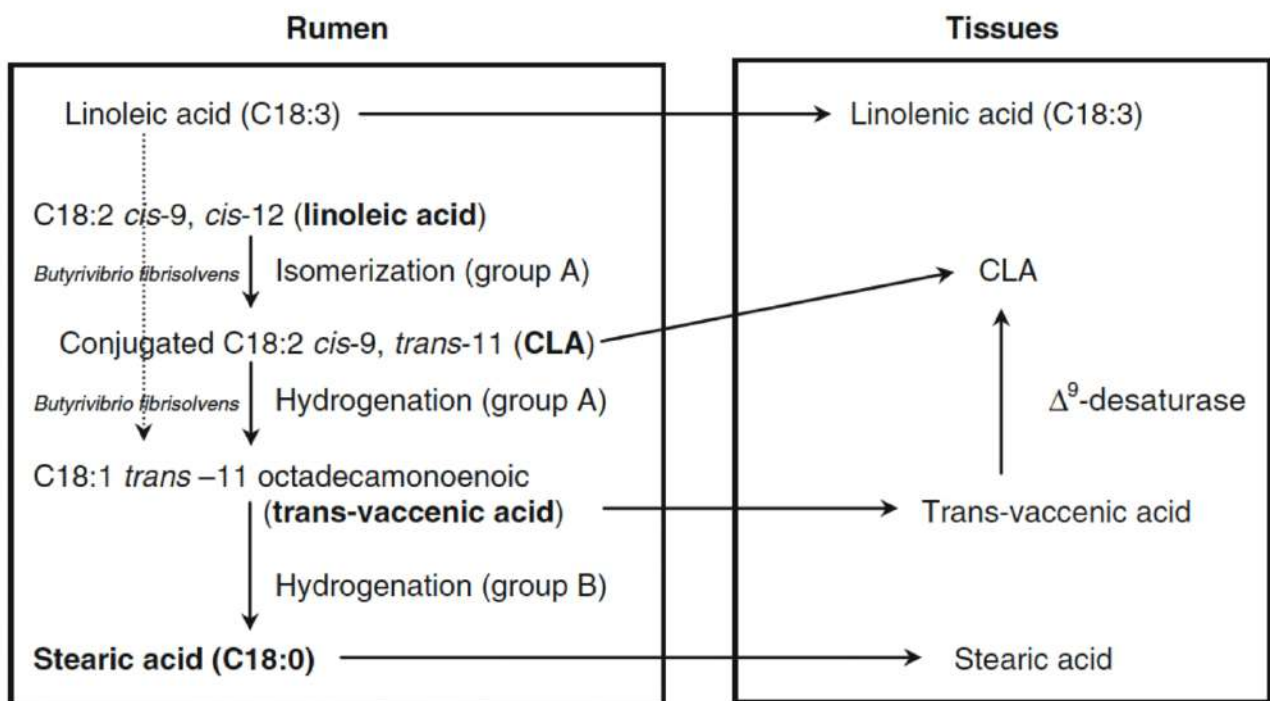 Rumen
Tissues
Linoleic acid (C18:3)
Linolenic acid (C18:3)
C18:2 cis-9, cis-12 (linoleic acid)
Butyrivibrio fibrisolvens
Isomerization (group A)
CLA
Conjugated C18:2 cis-9, trans-11 (CLA)
Butyrivibrio fibrisolvens
Hydrogenation (group A)
Δ⁹-desaturase
C18:1 trans –11 octadecamonoenoic
(trans-vaccenic acid)
Trans-vaccenic acid
Hydrogenation (group B)
Stearic acid (C18:0)
Stearic acid